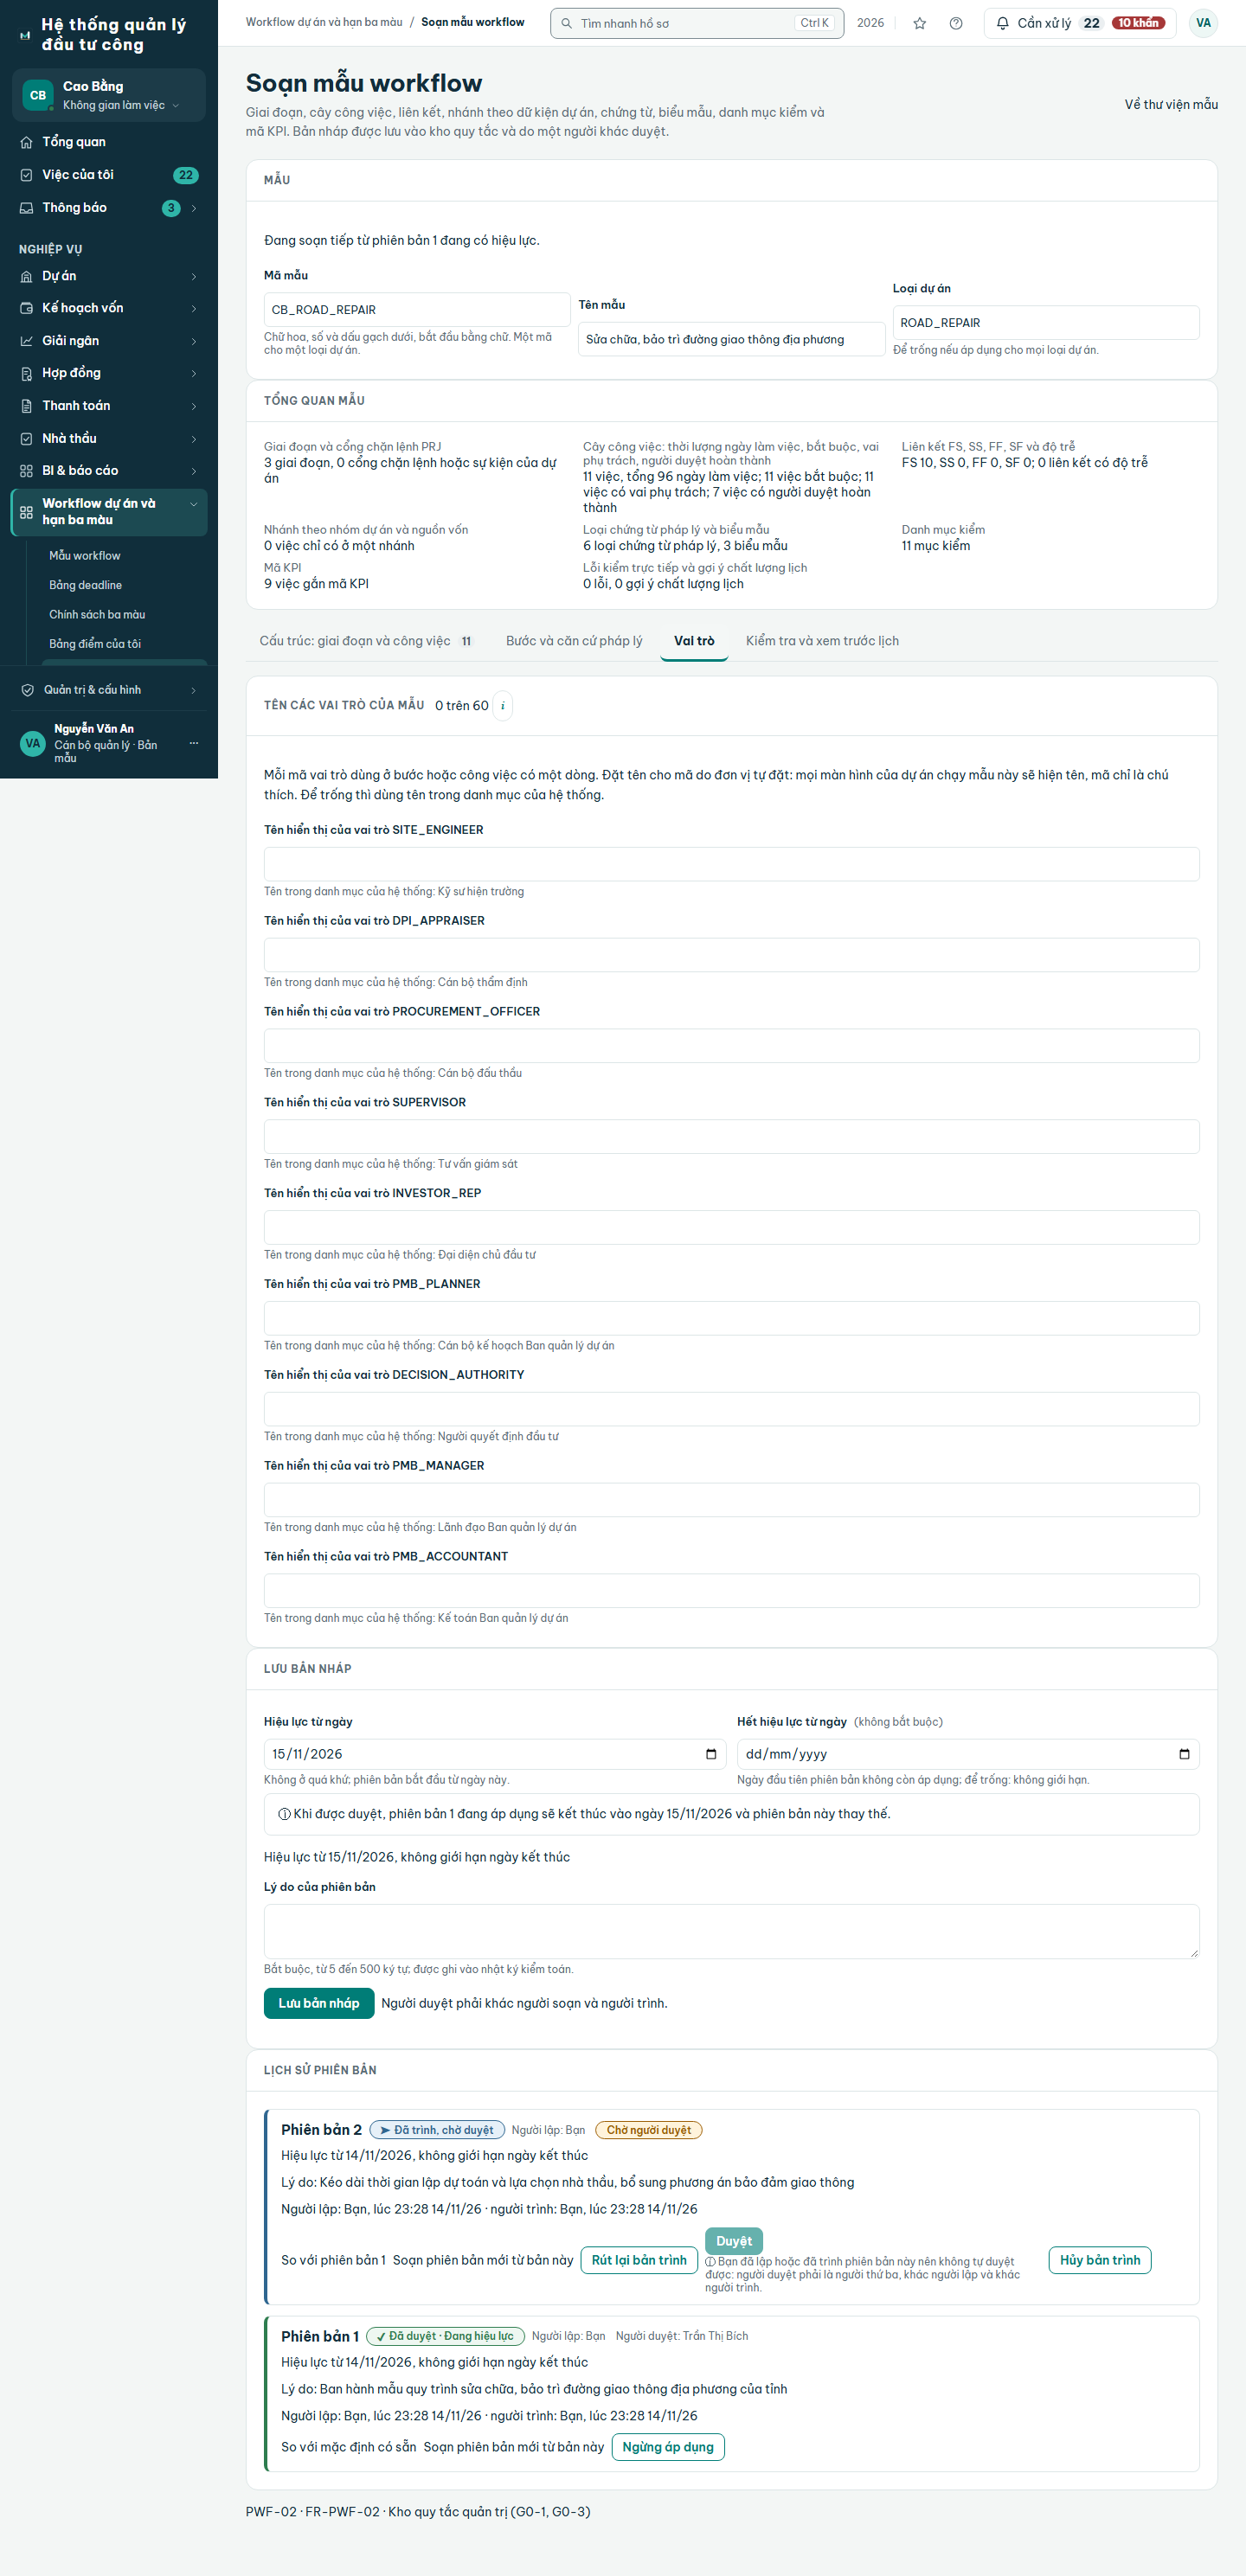 Hệ thống quản lý
đầu tư công
CB
Cao Bằng
Không gian làm việc
Tổng quan
Việc của tôi 22
Thông báo 3
NGHIỆP VỤ
Dự án
Kế hoạch vốn
Giải ngân
Hợp đồng
Thanh toán
Nhà thầu
BI & báo cáo
Workflow dự án và
hạn ba màu
Mẫu workflow
Bảng deadline
Chính sách ba màu
Bảng điểm của tôi
Quản trị & cấu hình
VA
Nguyễn Văn An
Cán bộ quản lý · Bản
mẫu
Workflow dự án và hạn ba màu / Soạn mẫu workflow
Tìm nhanh hồ sơ Ctrl K
2026
Cần xử lý 22 10 khẩn
VA
Soạn mẫu workflow
Giai đoạn, cây công việc, liên kết, nhánh theo dữ kiện dự án, chứng từ, biểu mẫu, danh mục kiểm và
mã KPI. Bản nháp được lưu vào kho quy tắc và do một người khác duyệt.
Về thư viện mẫu
MẪU
Đang soạn tiếp từ phiên bản 1 đang có hiệu lực.
Mã mẫu
CB_ROAD_REPAIR
Chữ hoa, số và dấu gạch dưới, bắt đầu bằng chữ. Một mã
cho một loại dự án.
Tên mẫu
Sửa chữa, bảo trì đường giao thông địa phương
Loại dự án
ROAD_REPAIR
Để trống nếu áp dụng cho mọi loại dự án.
TỔNG QUAN MẪU
Giai đoạn và cổng chặn lệnh PRJ
3 giai đoạn, 0 cổng chặn lệnh hoặc sự kiện của dự
án
Cây công việc: thời lượng ngày làm việc, bắt buộc, vai
phụ trách, người duyệt hoàn thành
11 việc, tổng 96 ngày làm việc; 11 việc bắt buộc; 11
việc có vai phụ trách; 7 việc có người duyệt hoàn
thành
Liên kết FS, SS, FF, SF và độ trễ
FS 10, SS 0, FF 0, SF 0; 0 liên kết có độ trễ
Nhánh theo nhóm dự án và nguồn vốn
0 việc chỉ có ở một nhánh
Loại chứng từ pháp lý và biểu mẫu
6 loại chứng từ pháp lý, 3 biểu mẫu
Danh mục kiểm
11 mục kiểm
Mã KPI
9 việc gắn mã KPI
Lỗi kiểm trực tiếp và gợi ý chất lượng lịch
0 lỗi, 0 gợi ý chất lượng lịch
Cấu trúc: giai đoạn và công việc 11
Bước và căn cứ pháp lý
Vai trò
Kiểm tra và xem trước lịch
TÊN CÁC VAI TRÒ CỦA MẪU 0 trên 60 i
Mỗi mã vai trò dùng ở bước hoặc công việc có một dòng. Đặt tên cho mã do đơn vị tự đặt: mọi màn hình của dự án chạy mẫu này sẽ hiện tên, mã chỉ là chú
thích. Để trống thì dùng tên trong danh mục của hệ thống.
Tên hiển thị của vai trò SITE_ENGINEER
Tên trong danh mục của hệ thống: Kỹ sư hiện trường
Tên hiển thị của vai trò DPI_APPRAISER
Tên trong danh mục của hệ thống: Cán bộ thẩm định
Tên hiển thị của vai trò PROCUREMENT_OFFICER
Tên trong danh mục của hệ thống: Cán bộ đấu thầu
Tên hiển thị của vai trò SUPERVISOR
Tên trong danh mục của hệ thống: Tư vấn giám sát
Tên hiển thị của vai trò INVESTOR_REP
Tên trong danh mục của hệ thống: Đại diện chủ đầu tư
Tên hiển thị của vai trò PMB_PLANNER
Tên trong danh mục của hệ thống: Cán bộ kế hoạch Ban quản lý dự án
Tên hiển thị của vai trò DECISION_AUTHORITY
Tên trong danh mục của hệ thống: Người quyết định đầu tư
Tên hiển thị của vai trò PMB_MANAGER
Tên trong danh mục của hệ thống: Lãnh đạo Ban quản lý dự án
Tên hiển thị của vai trò PMB_ACCOUNTANT
Tên trong danh mục của hệ thống: Kế toán Ban quản lý dự án
LƯU BẢN NHÁP
Hiệu lực từ ngày
15/11/2026
Không ở quá khứ; phiên bản bắt đầu từ ngày này.
Hết hiệu lực từ ngày (không bắt buộc)
dd/mm/yyyy
Ngày đầu tiên phiên bản không còn áp dụng; để trống: không giới hạn.
Khi được duyệt, phiên bản 1 đang áp dụng sẽ kết thúc vào ngày 15/11/2026 và phiên bản này thay thế.
Hiệu lực từ 15/11/2026, không giới hạn ngày kết thúc
Lý do của phiên bản
Bắt buộc, từ 5 đến 500 ký tự; được ghi vào nhật ký kiểm toán.
Lưu bản nháp Người duyệt phải khác người soạn và người trình.
LỊCH SỬ PHIÊN BẢN
Phiên bản 2 Đã trình, chờ duyệt Người lập: Bạn Chờ người duyệt
Hiệu lực từ 14/11/2026, không giới hạn ngày kết thúc
Lý do: Kéo dài thời gian lập dự toán và lựa chọn nhà thầu, bổ sung phương án bảo đảm giao thông
Người lập: Bạn, lúc 23:28 14/11/26 · người trình: Bạn, lúc 23:28 14/11/26
So với phiên bản 1 Soạn phiên bản mới từ bản này Rút lại bản trình
Duyệt
Bạn đã lập hoặc đã trình phiên bản này nên không tự duyệt
được: người duyệt phải là người thứ ba, khác người lập và khác
người trình.
Hủy bản trình
Phiên bản 1 Đã duyệt · Đang hiệu lực Người lập: Bạn Người duyệt: Trần Thị Bích
Hiệu lực từ 14/11/2026, không giới hạn ngày kết thúc
Lý do: Ban hành mẫu quy trình sửa chữa, bảo trì đường giao thông địa phương của tỉnh
Người lập: Bạn, lúc 23:28 14/11/26 · người trình: Bạn, lúc 23:28 14/11/26
So với mặc định có sẵn Soạn phiên bản mới từ bản này Ngừng áp dụng
PWF-02 · FR-PWF-02 · Kho quy tắc quản trị (G0-1, G0-3)